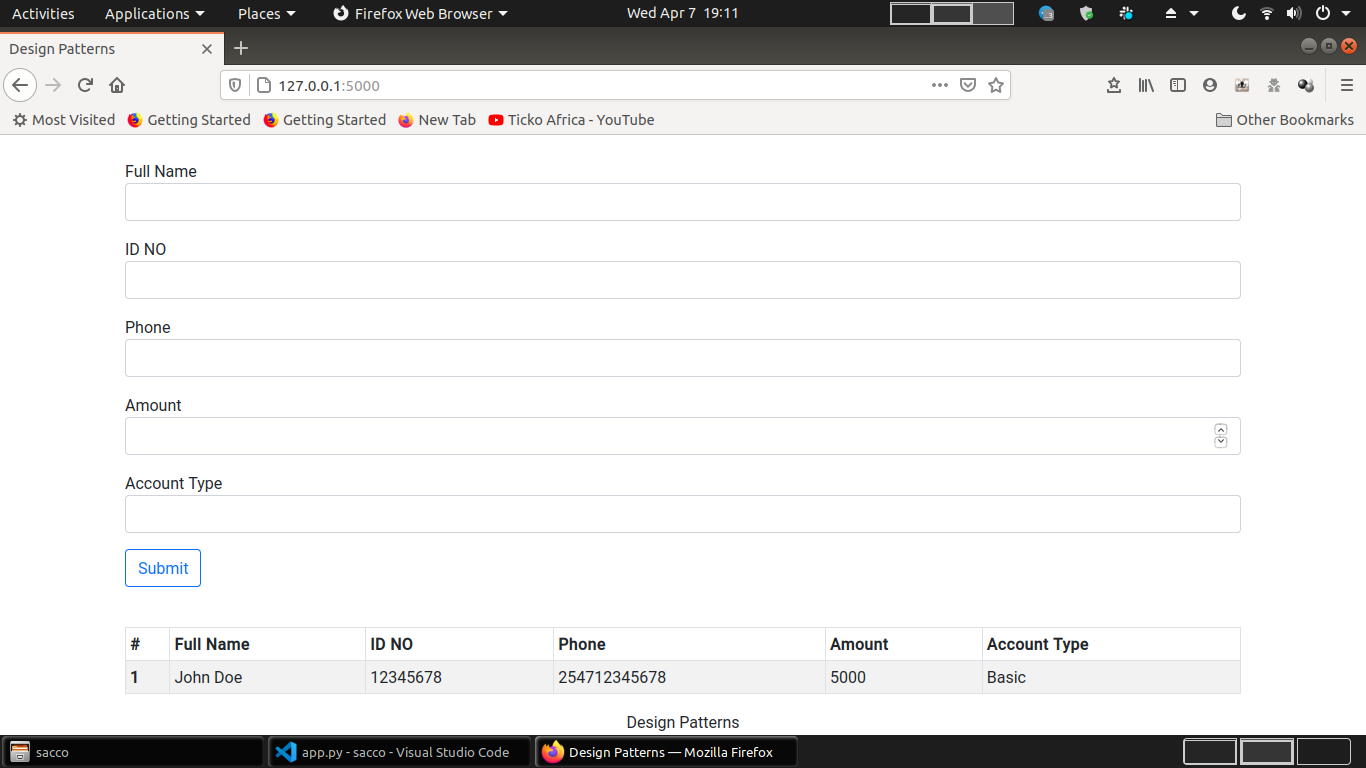 Activities Applications Places Firefox Web Browser Wed Apr 7 19:11
Design Patterns
127.0.0.1:5000
Most Visited Getting Started Getting Started New Tab Ticko Africa - YouTube Other Bookmarks
Full Name
ID NO
Phone
Amount
Account Type
Submit
# Full Name ID NO Phone Amount Account Type
1 John Doe 12345678 254712345678 5000 Basic
Design Patterns
sacco app.py - sacco - Visual Studio Code Design Patterns — Mozilla Firefox